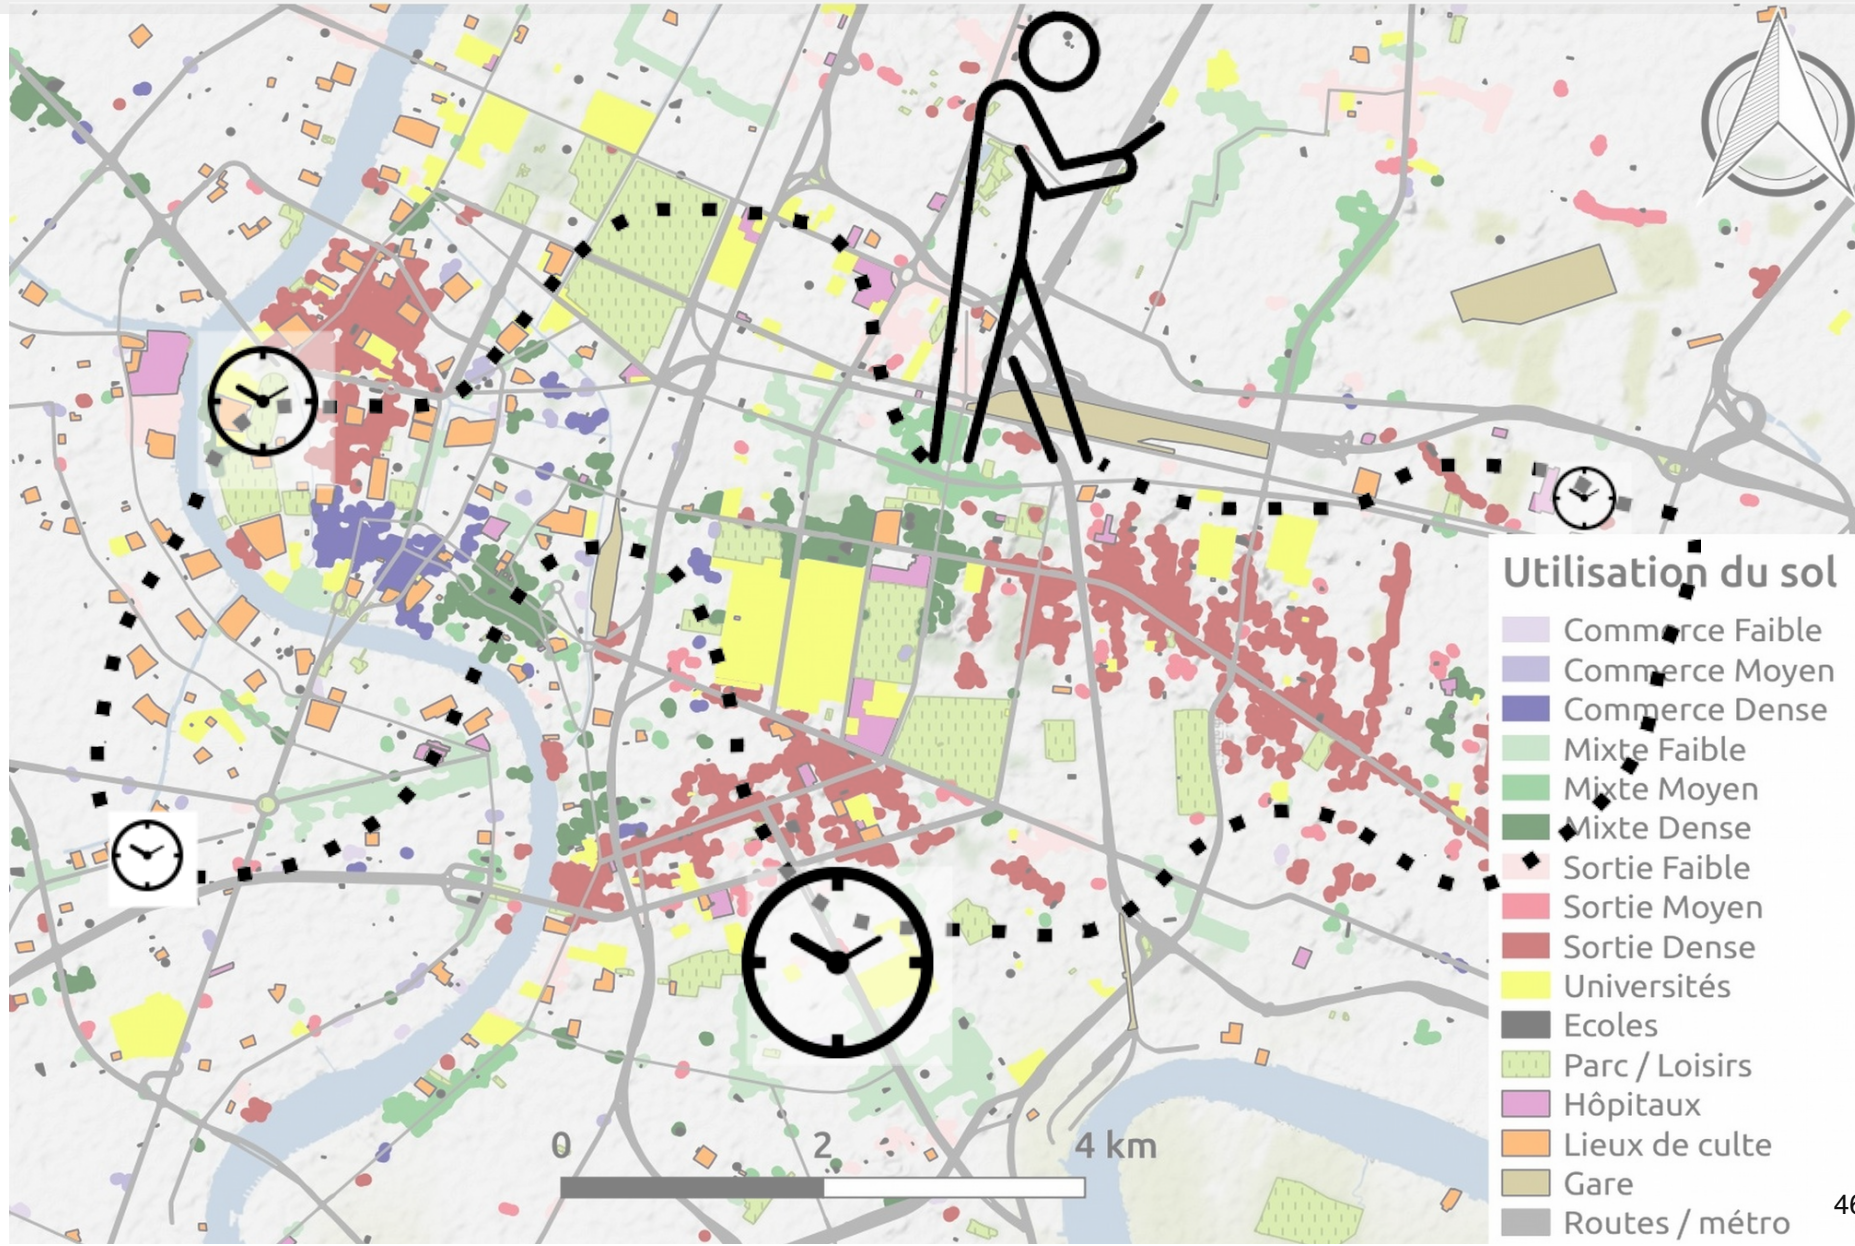 Utilisation du sol
Commerce Faible
Commerce Moyen
Commerce Dense
Mixte Faible
Mixte Moyen
Mixte Dense
Sortie Faible
Sortie Moyen
Sortie Dense
Universités
Ecoles
Parc / Loisirs
Hôpitaux
Lieux de culte
Gare
Routes / métro
0 2 4 km
46